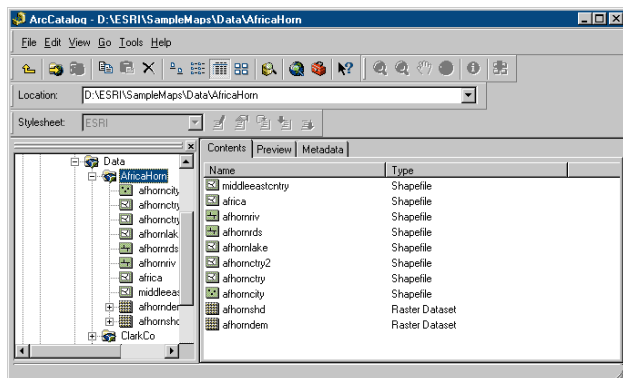 ArcCatalog - D:\ESRI\SampleMaps\Data\AfricaHorn
File Edit View Go Tools Help
Location: D:\ESRI\SampleMaps\Data\AfricaHorn
Stylesheet: ESRI
Data
AfricaHorn
afhorncity
afhornctry
afhornctry
afhornlak
afhornrds
afhornriv
africa
middleeas
afhornder
afhornshc
ClarkCo
Contents Preview Metadata
Name Type
middleeastcntry Shapefile
africa Shapefile
afhornriv Shapefile
afhornrds Shapefile
afhornlake Shapefile
afhornctry2 Shapefile
afhornctry Shapefile
afhorncity Shapefile
afhornshd Raster Dataset
afhorndem Raster Dataset